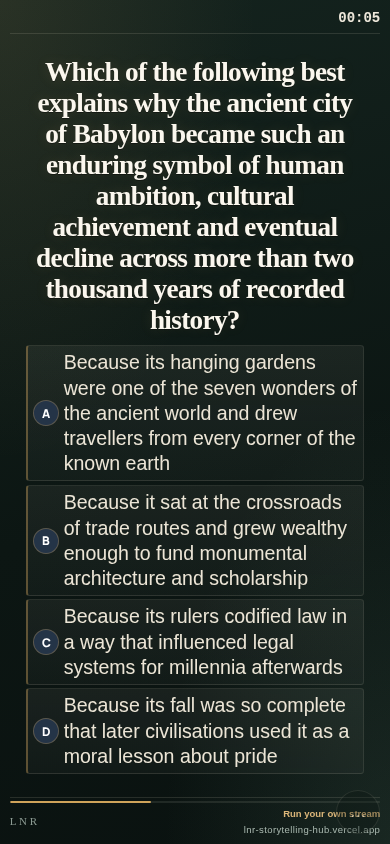 00:05
Which of the following best
explains why the ancient city
of Babylon became such an
enduring symbol of human
ambition, cultural
achievement and eventual
decline across more than two
thousand years of recorded
history?
Because its hanging gardens
were one of the seven wonders of
A the ancient world and drew
travellers from every corner of the
known earth
Because it sat at the crossroads
of trade routes and grew wealthy
B enough to fund monumental
architecture and scholarship
Because its rulers codified law in
C a way that influenced legal
systems for millennia afterwards
Because its fall was so complete
D that later civilisations used it as a
moral lesson about pride
Run your own stream
LNR
lnr-storytelling-hub.vercel.app